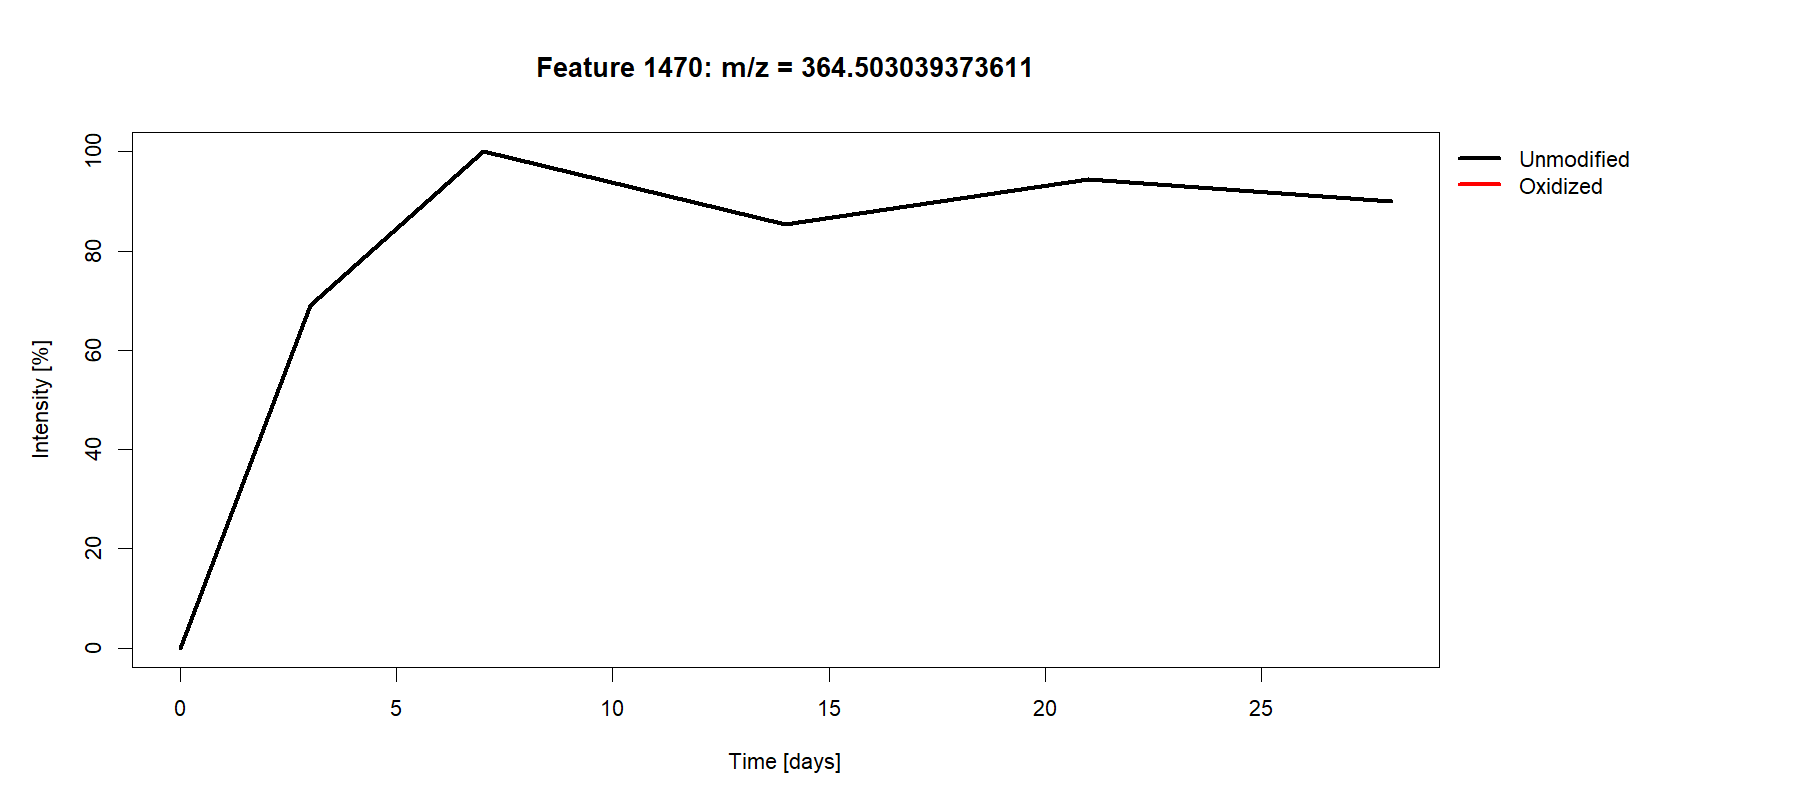 Feature 1470: m/z = 364.503039373611
Unmodified
Oxidized
Intensity [%]
100
80
60
40
20
0
0 5 10 15 20 25
Time [days]